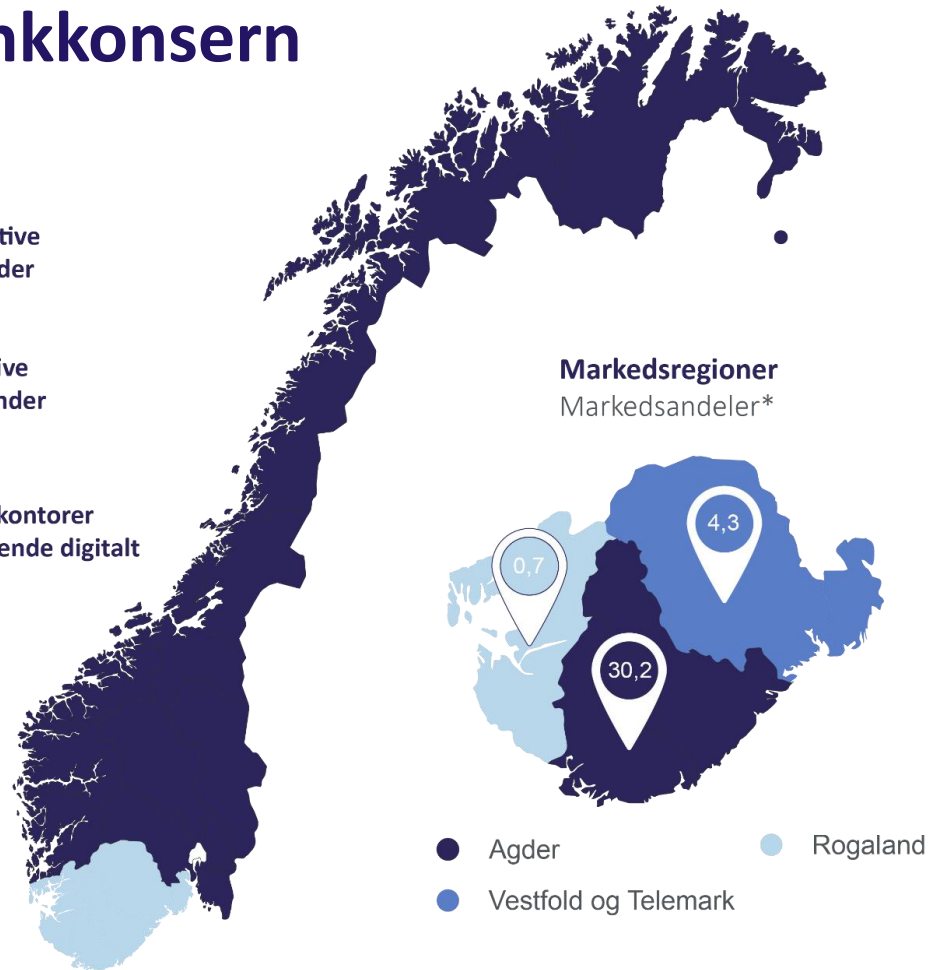 nkkonsern
tive
der
ive
nder
kontorer
ende digitalt
Markedsregioner
Markedsandeler*
4,3
0,7
30,2
Agder
Rogaland
Vestfold og Telemark